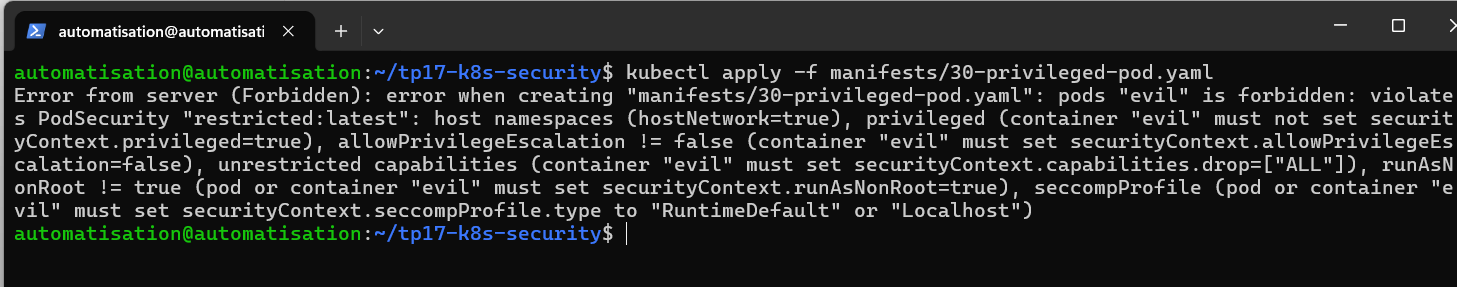 automatisation@automatisati
automatisation@automatisation:~/tp17-k8s-security$ kubectl apply -f manifests/30-privileged-pod.yaml
Error from server (Forbidden): error when creating "manifests/30-privileged-pod.yaml": pods "evil" is forbidden: violate
s PodSecurity "restricted:latest": host namespaces (hostNetwork=true), privileged (container "evil" must not set securit
yContext.privileged=true), allowPrivilegeEscalation != false (container "evil" must set securityContext.allowPrivilegeEs
calation=false), unrestricted capabilities (container "evil" must set securityContext.capabilities.drop=["ALL"]), runAsN
onRoot != true (pod or container "evil" must set securityContext.runAsNonRoot=true), seccompProfile (pod or container "e
vil" must set securityContext.seccompProfile.type to "RuntimeDefault" or "Localhost")
automatisation@automatisation:~/tp17-k8s-security$